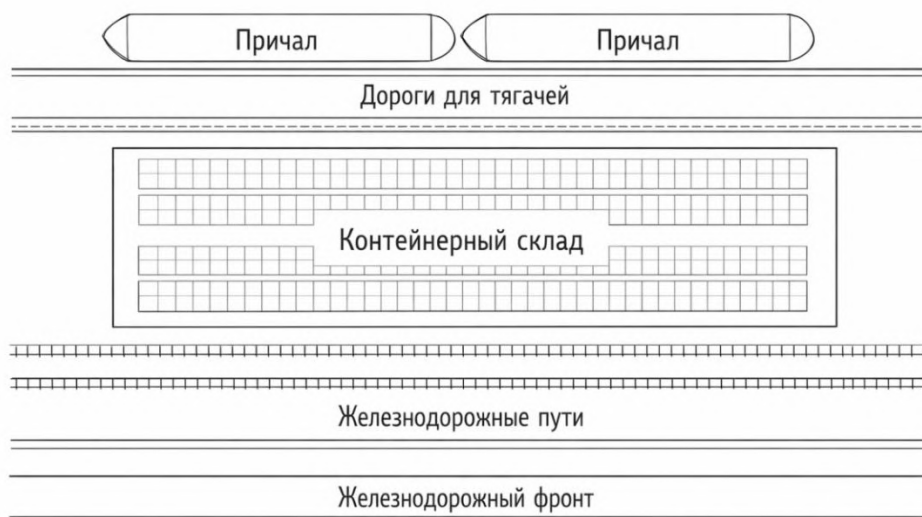 Причал
Причал
Дороги для тягачей
Контейнерный склад
Железнодорожные пути
Железнодорожный фронт